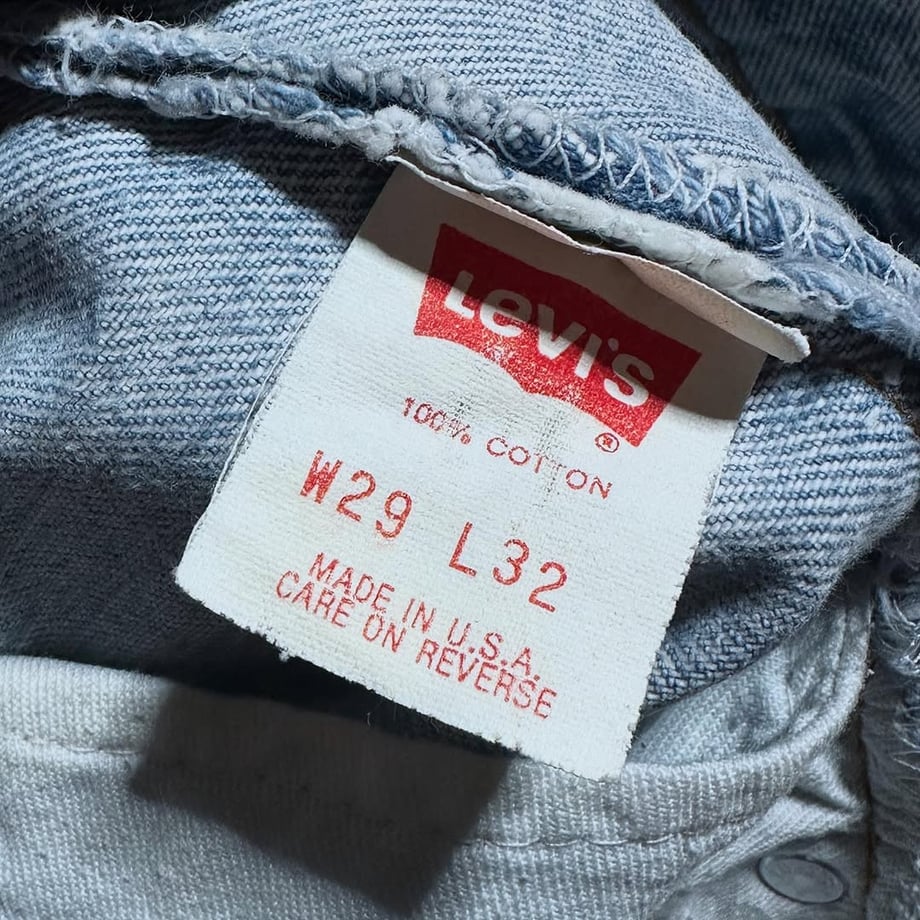 Levi's ®
100% COTTON
W29 L32
MADE IN U.S.A.
CARE ON REVERSE